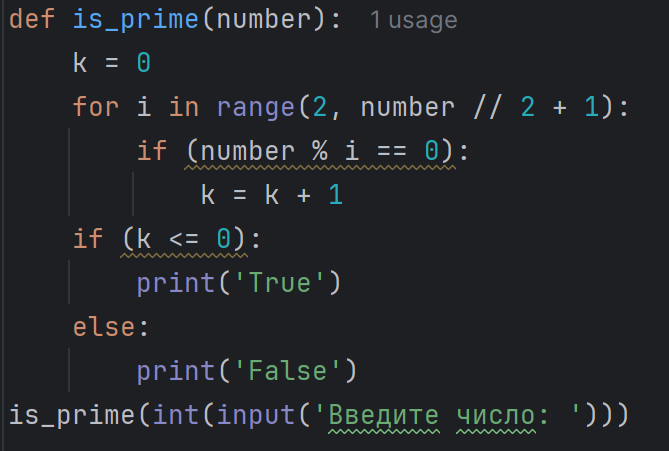 def is_prime(number): 1 usage
    k = 0
    for i in range(2, number // 2 + 1):
        if (number % i == 0):
            k = k + 1
    if (k <= 0):
        print('True')
    else:
        print('False')
is_prime(int(input('Введите число: ')))